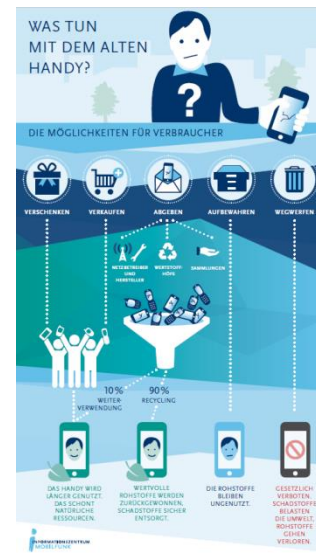 WAS TUN
MIT DEM ALTEN
HANDY?
?
DIE MÖGLICHKEITEN FÜR VERBRAUCHER
VERSCHENKEN
VERKAUFEN
ABGEBEN
AUFBEWAHREN
WEGWERFEN
NETZBETREIBER
UND
HERSTELLER
WERTSTOFF-
HÖFE
SAMMLUNGEN
10%
WEITER-
VERWENDUNG
90%
RECYCLING
DAS HANDY WIRD
LÄNGER GENUTZT.
DAS SCHONT
NATÜRLICHE
RESSOURCEN.
WERTVOLLE
ROHSTOFFE WERDEN
ZURÜCKGEWONNEN,
SCHADSTOFFE SICHER
ENTSORGT.
DIE ROHSTOFFE
BLEIBEN
UNGENUTZT.
GESETZLICH
VERBOTEN.
SCHADSTOFFE
BELASTEN
DIE UMWELT,
ROHSTOFFE
GEHEN
VERLOREN.
INFORMATIONSZENTRUM
MOBILFUNK